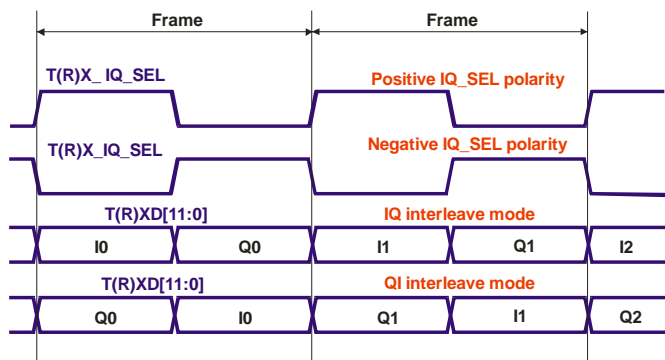 Frame Frame
T(R)X_ IQ_SEL Positive IQ_SEL polarity
T(R)X_IQ_SEL Negative IQ_SEL polarity
T(R)XD[11:0] IQ interleave mode
I0 Q0 I1 Q1 I2
T(R)XD[11:0] QI interleave mode
Q0 I0 Q1 I1 Q2